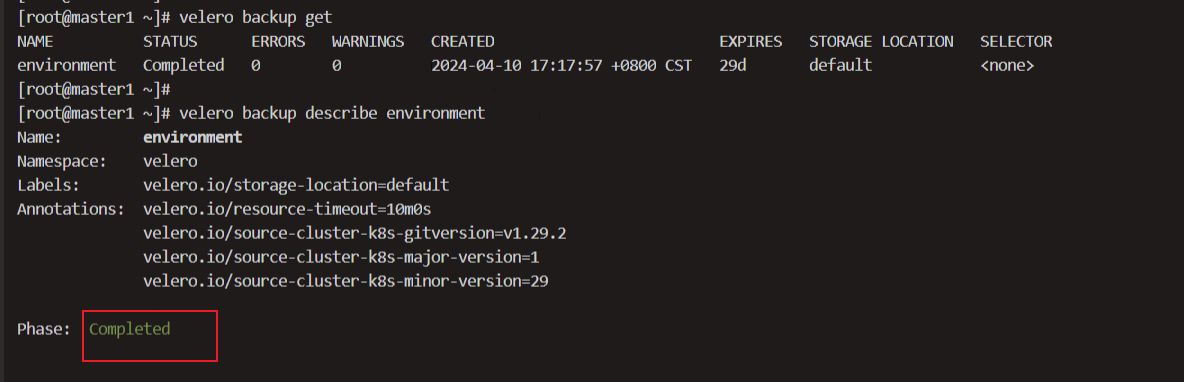 [root@master1 ~]# velero backup get
NAME STATUS ERRORS WARNINGS CREATED EXPIRES STORAGE LOCATION SELECTOR
environment Completed 0 0 2024-04-10 17:17:57 +0800 CST 29d default <none>
[root@master1 ~]#
[root@master1 ~]# velero backup describe environment
Name: environment
Namespace: velero
Labels: velero.io/storage-location=default
Annotations: velero.io/resource-timeout=10m0s
velero.io/source-cluster-k8s-gitversion=v1.29.2
velero.io/source-cluster-k8s-major-version=1
velero.io/source-cluster-k8s-minor-version=29
Phase: Completed